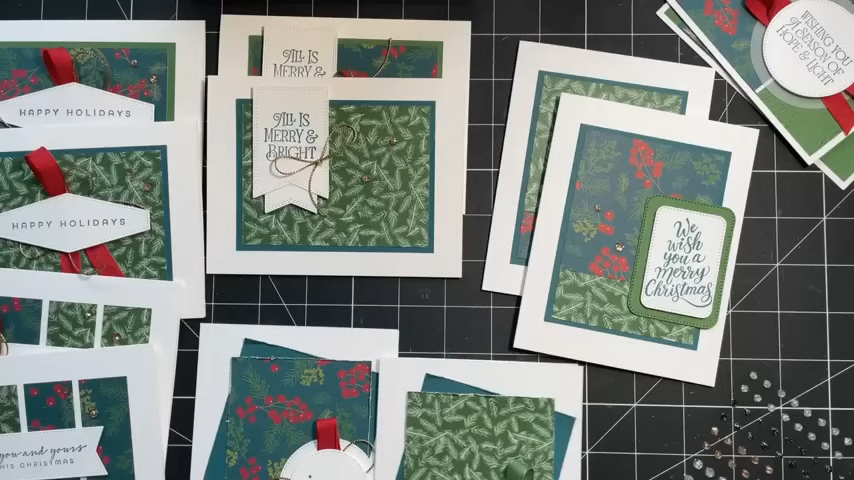 HAPPY HOLIDAYS
ALL IS
MERRY &
ALL IS
MERRY &
BRIGHT
WISHING YOU
A SEASON OF
HOPE & LIGHT
HAPPY HOLIDAYS
We
wish
you a
Merry
Christmas
you and yours
HIS CHRISTMAS